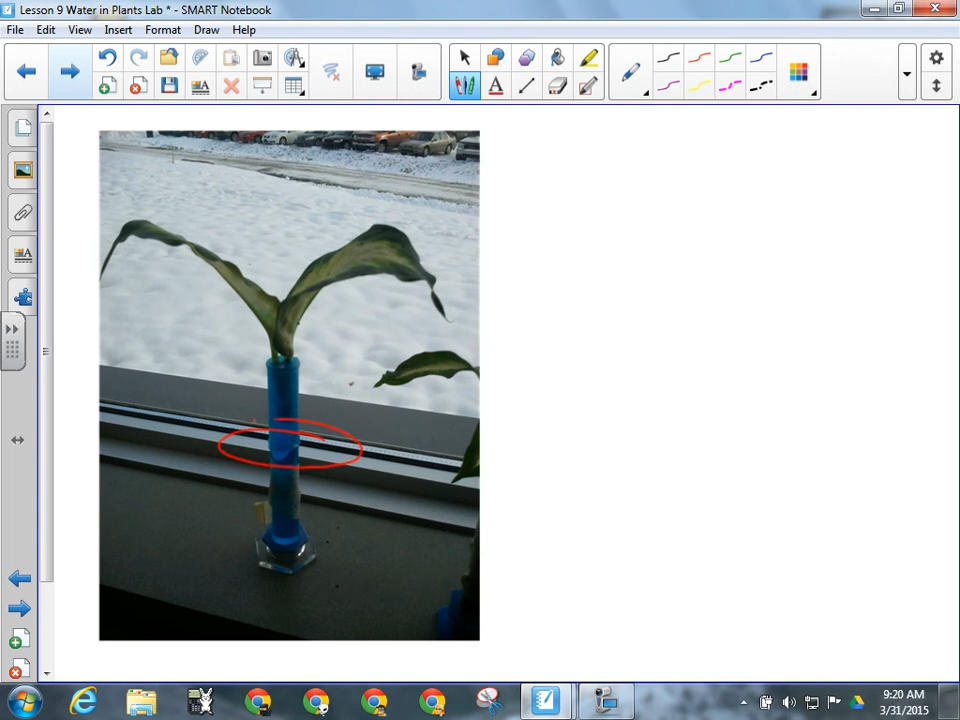 Lesson 9 Water in Plants Lab * - SMART Notebook
File Edit View Insert Format Draw Help
9:20 AM
3/31/2015